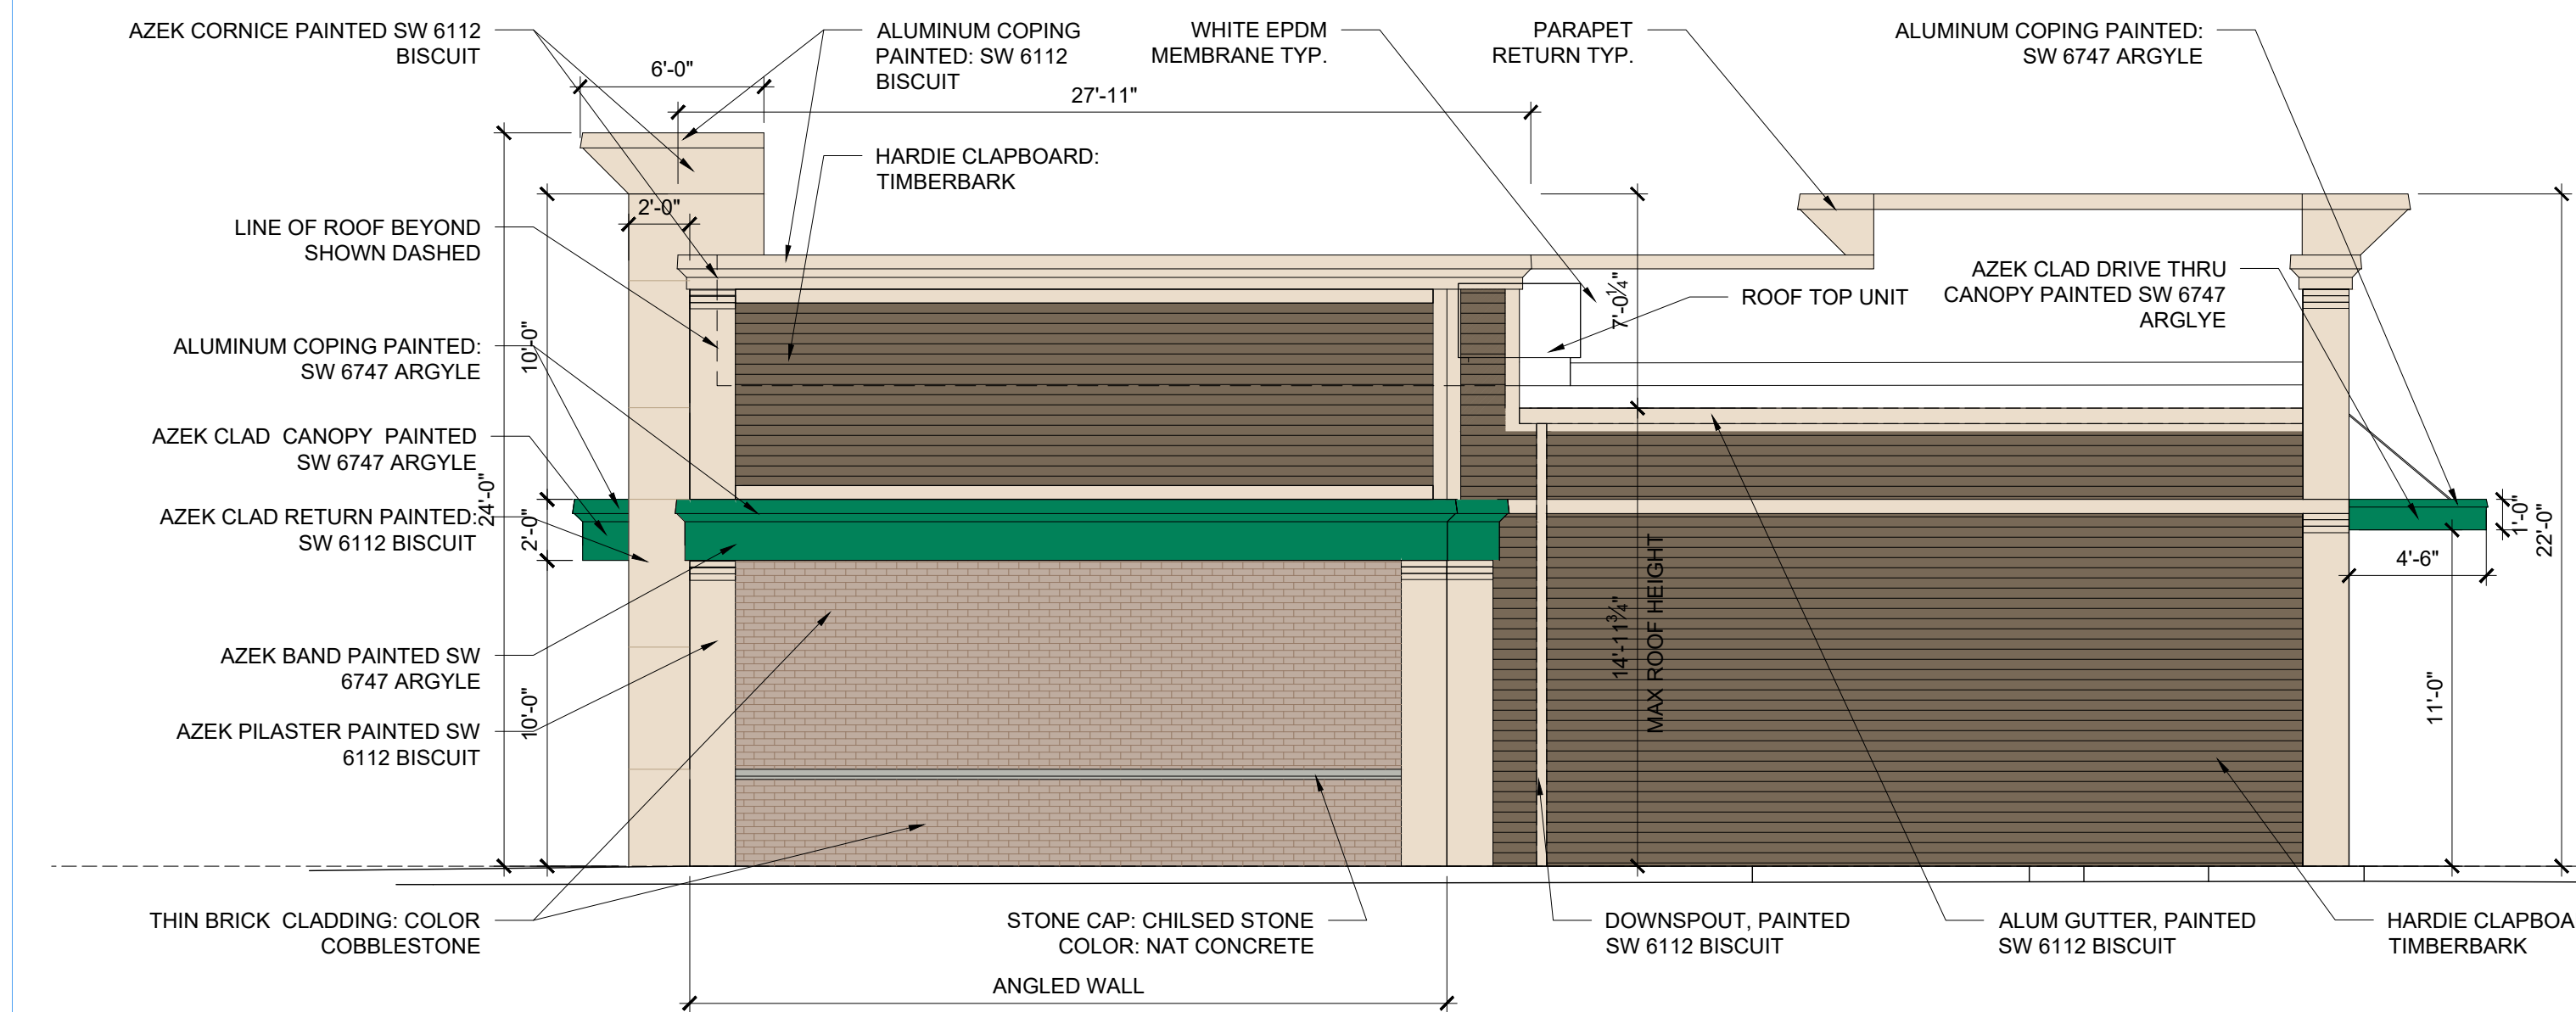 AZEK CORNICE PAINTED SW 6112
BISCUIT
ALUMINUM COPING
PAINTED: SW 6112
BISCUIT
WHITE EPDM
MEMBRANE TYP.
PARAPET
RETURN TYP.
ALUMINUM COPING PAINTED:
SW 6747 ARGYLE
6'-0"
27'-11"
HARDIE CLAPBOARD:
TIMBERBARK
2'-0"
LINE OF ROOF BEYOND
SHOWN DASHED
AZEK CLAD DRIVE THRU
CANOPY PAINTED SW 6747
ARGLYE
ROOF TOP UNIT
7'-0¼"
10'-0"
ALUMINUM COPING PAINTED:
SW 6747 ARGYLE
AZEK CLAD  CANOPY  PAINTED
SW 6747 ARGYLE
24'-0"
AZEK CLAD RETURN PAINTED:
SW 6112 BISCUIT
2'-0"
1'-0"
22'-0"
4'-6"
14'-11¾"
MAX ROOF HEIGHT
AZEK BAND PAINTED SW
6747 ARGYLE
11'-0"
10'-0"
AZEK PILASTER PAINTED SW
6112 BISCUIT
THIN BRICK  CLADDING: COLOR
COBBLESTONE
STONE CAP: CHILSED STONE
COLOR: NAT CONCRETE
DOWNSPOUT, PAINTED
SW 6112 BISCUIT
ALUM GUTTER, PAINTED
SW 6112 BISCUIT
HARDIE CLAPBOA
TIMBERBARK
ANGLED WALL